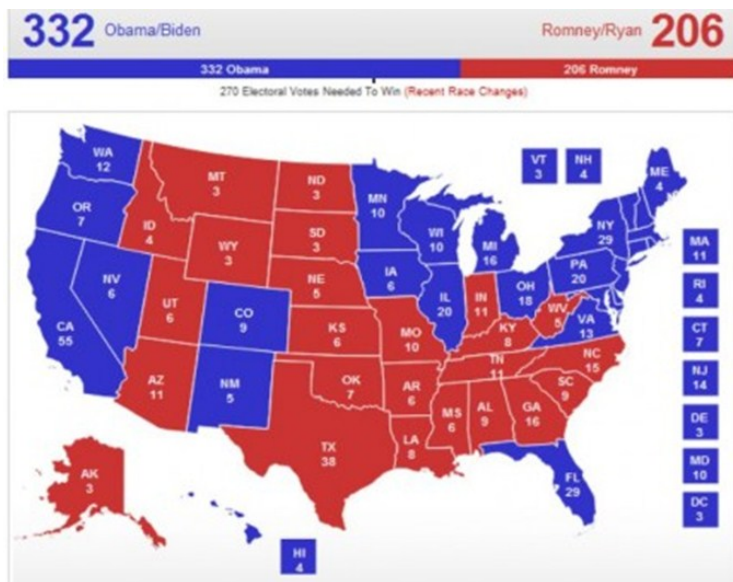 332 Obama/Biden Romney/Ryan 206
332 Obama 206 Romney
270 Electoral Votes Needed To Win (Recent Race Changes)
WA
12
OR
7
CA
55
NV
6
ID
4
MT
3
WY
3
UT
6
AZ
11
CO
9
NM
5
ND
3
SD
3
NE
5
KS
6
OK
7
TX
38
MN
10
IA
6
MO
10
AR
6
LA
8
WI
10
IL
20
MI
16
IN
11
OH
18
KY
8
TN
11
MS
6
AL
9
GA
16
FL
29
SC
9
NC
15
VA
13
WV
5
PA
20
NY
29
ME
4
VT
3
NH
4
MA
11
RI
4
CT
7
NJ
14
DE
3
MD
10
DC
3
AK
3
HI
4